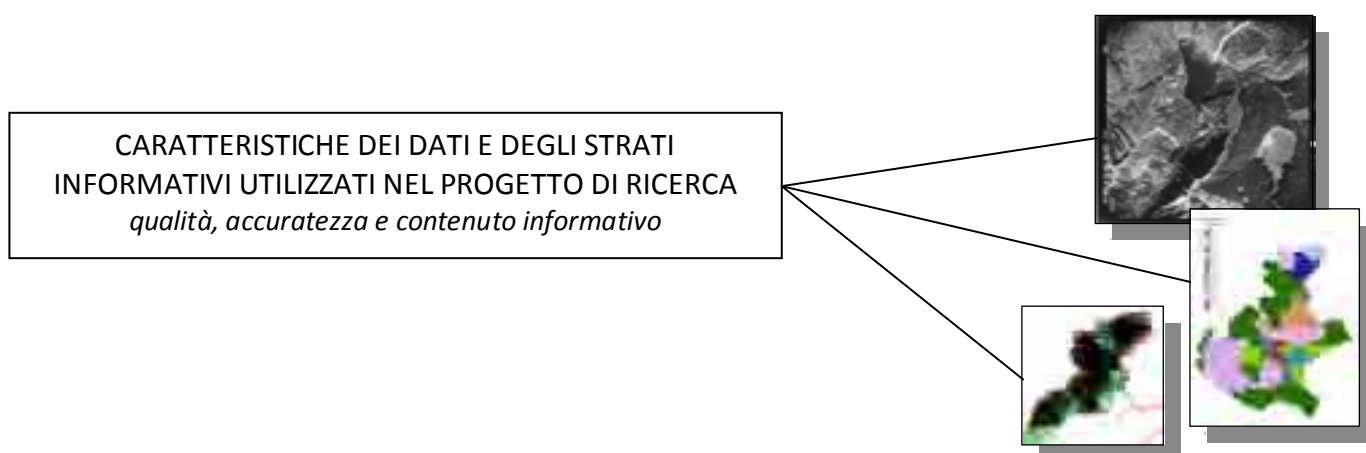 CARATTERISTICHE DEI DATI E DEGLI STRATI
INFORMATIVI UTILIZZATI NEL PROGETTO DI RICERCA
qualità, accuratezza e contenuto informativo